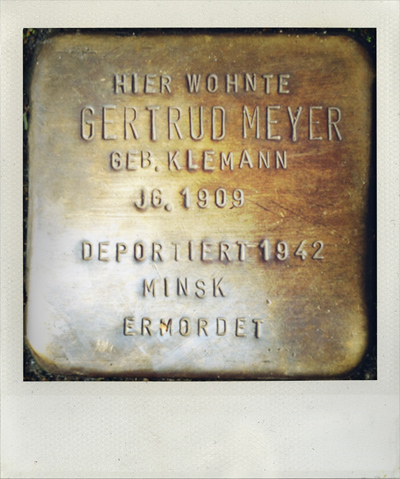 HIER WOHNTE
GERTRUD MEYER
GEB. KLEMANN
JG. 1909
DEPORTIERT 1942
MINSK
ERMORDET